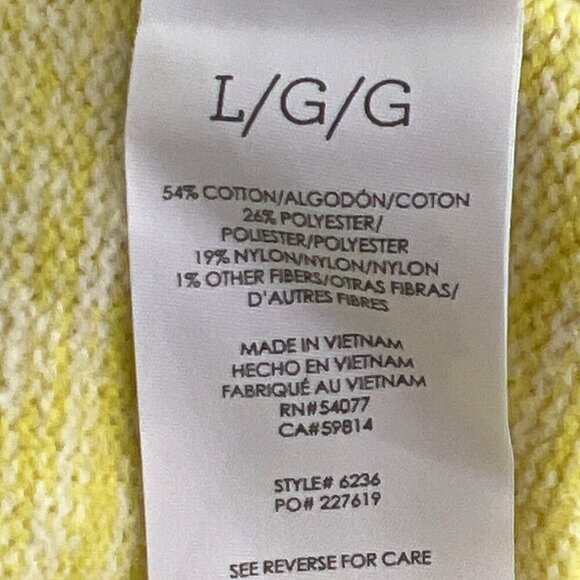 L/G/G
54% COTTON/ALGODÓN/COTON
26% POLYESTER/
POLIESTER/POLYESTER
19% NYLON/NYLON/NYLON
1% OTHER FIBERS/OTRAS FIBRAS/
D'AUTRES FIBRES
MADE IN VIETNAM
HECHO EN VIETNAM
FABRIQUÉ AU VIETNAM
RN#54077
CA#59814
STYLE# 6236
PO# 227619
SEE REVERSE FOR CARE